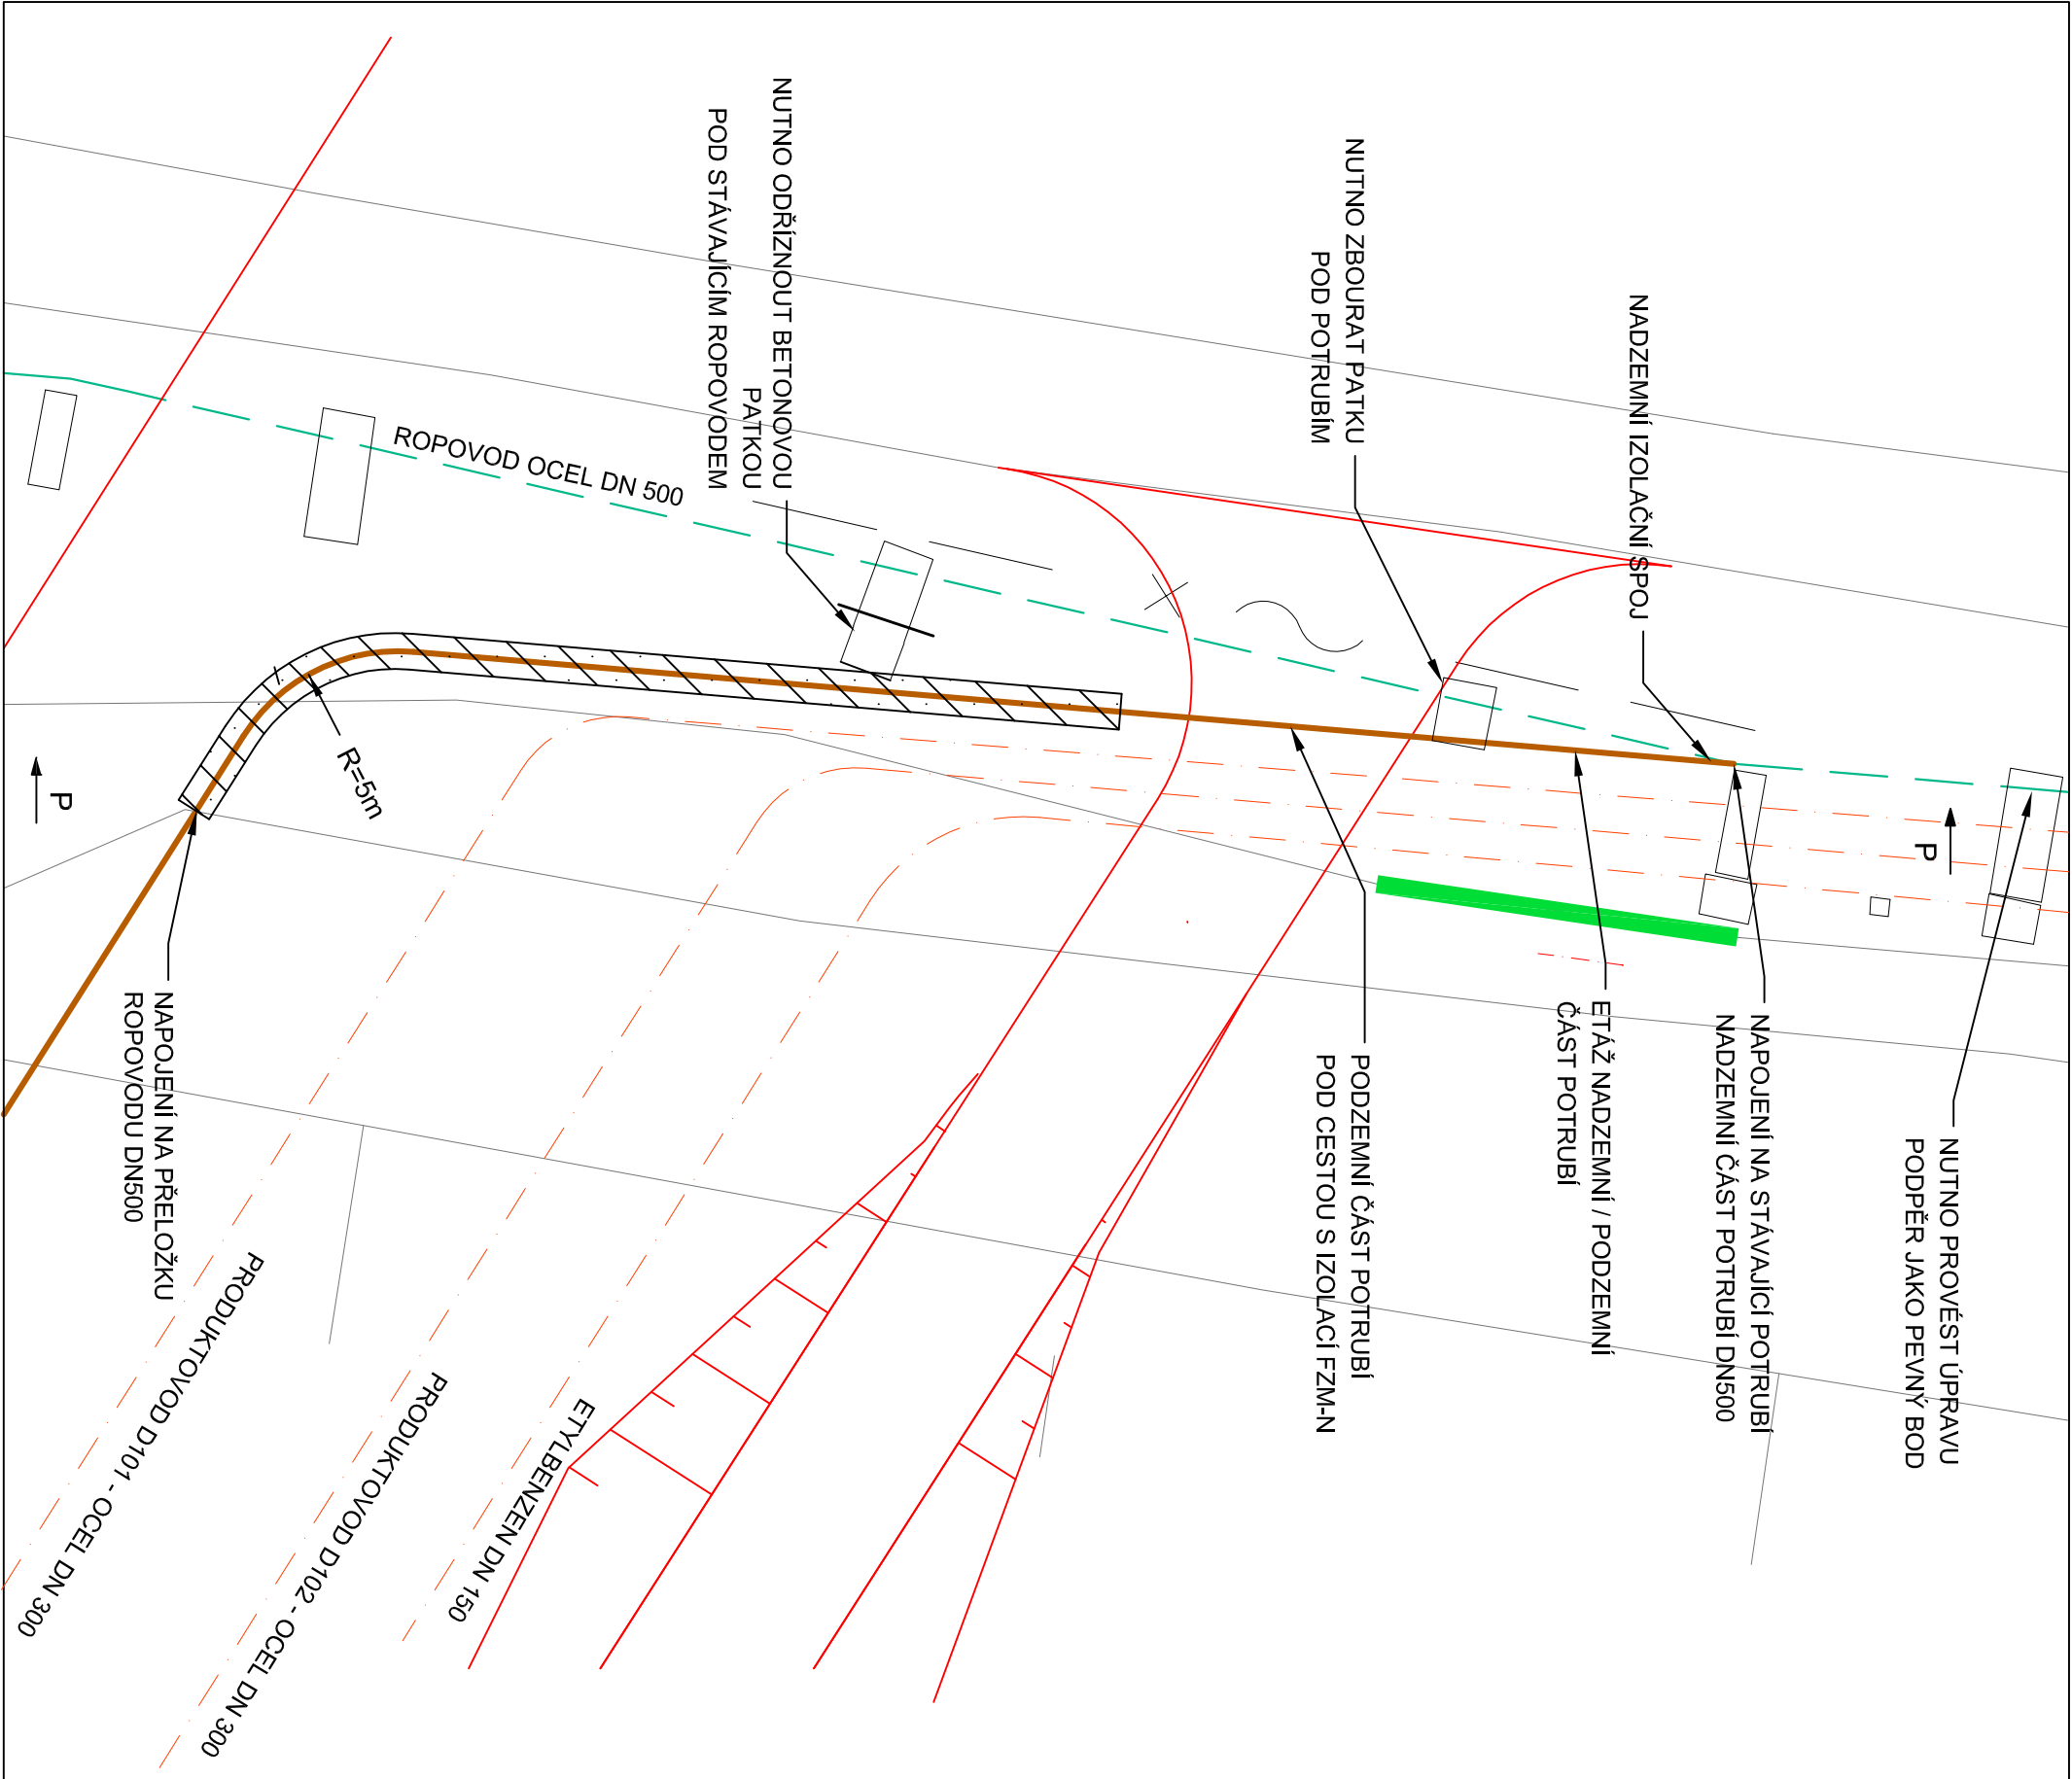 NUTNO ODŘÍZNOUT BETONOVOU
PATKOU
POD STÁVAJÍCÍM ROPOVODEM
NUTNO ZBOURAT PATKU
POD POTRUBÍM
NADZEMNÍ IZOLAČNÍ SPOJ
ROPOVOD OCEL DN 500
R=5m
P
P
NAPOJENÍ NA PŘELOŽKU
ROPOVODU DN500
PODZEMNÍ ČÁST POTRUBÍ
POD CESTOU S IZOLACÍ FZM-N
ETÁŽ NADZEMNÍ / PODZEMNÍ
ČÁST POTRUBÍ
NAPOJENÍ NA STÁVAJÍCÍ POTRUBÍ
NADZEMNÍ ČÁST POTRUBÍ DN500
NUTNO PROVÉST ÚPRAVU
PODPĚR JAKO PEVNÝ BOD
PRODUKTOVOD D101 - OCEL DN 300
PRODUKTOVOD D102 - OCEL DN 300
ETYLBENZEN DN 150